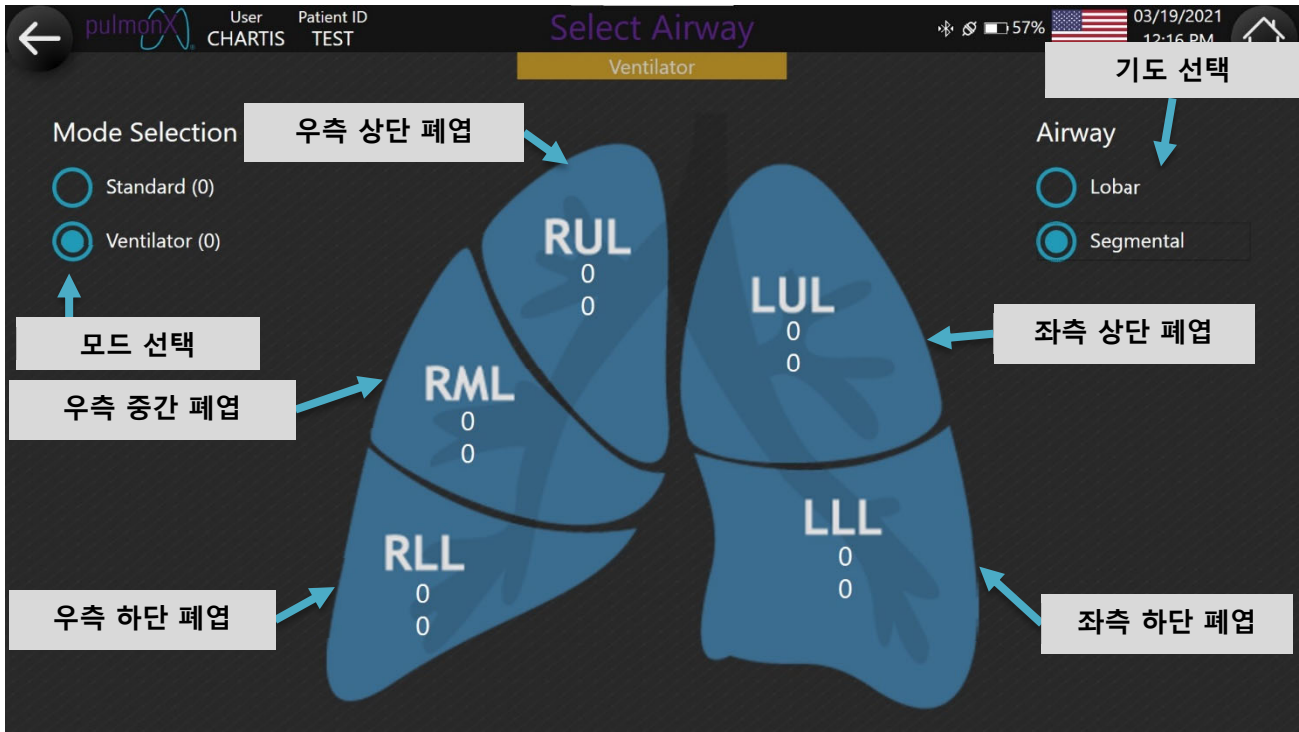 pulmonX
User
CHARTIS
Patient ID
TEST
Select Airway
57%
03/19/2021
12:16 PM
Ventilator
기도 선택
Mode Selection
우측 상단 폐엽
Airway
Standard (0)
Lobar
Ventilator (0)
Segmental
RUL
0
0
LUL
0
0
모드 선택
좌측 상단 폐엽
우측 중간 폐엽
RML
0
0
RLL
0
0
LLL
0
0
우측 하단 폐엽
좌측 하단 폐엽